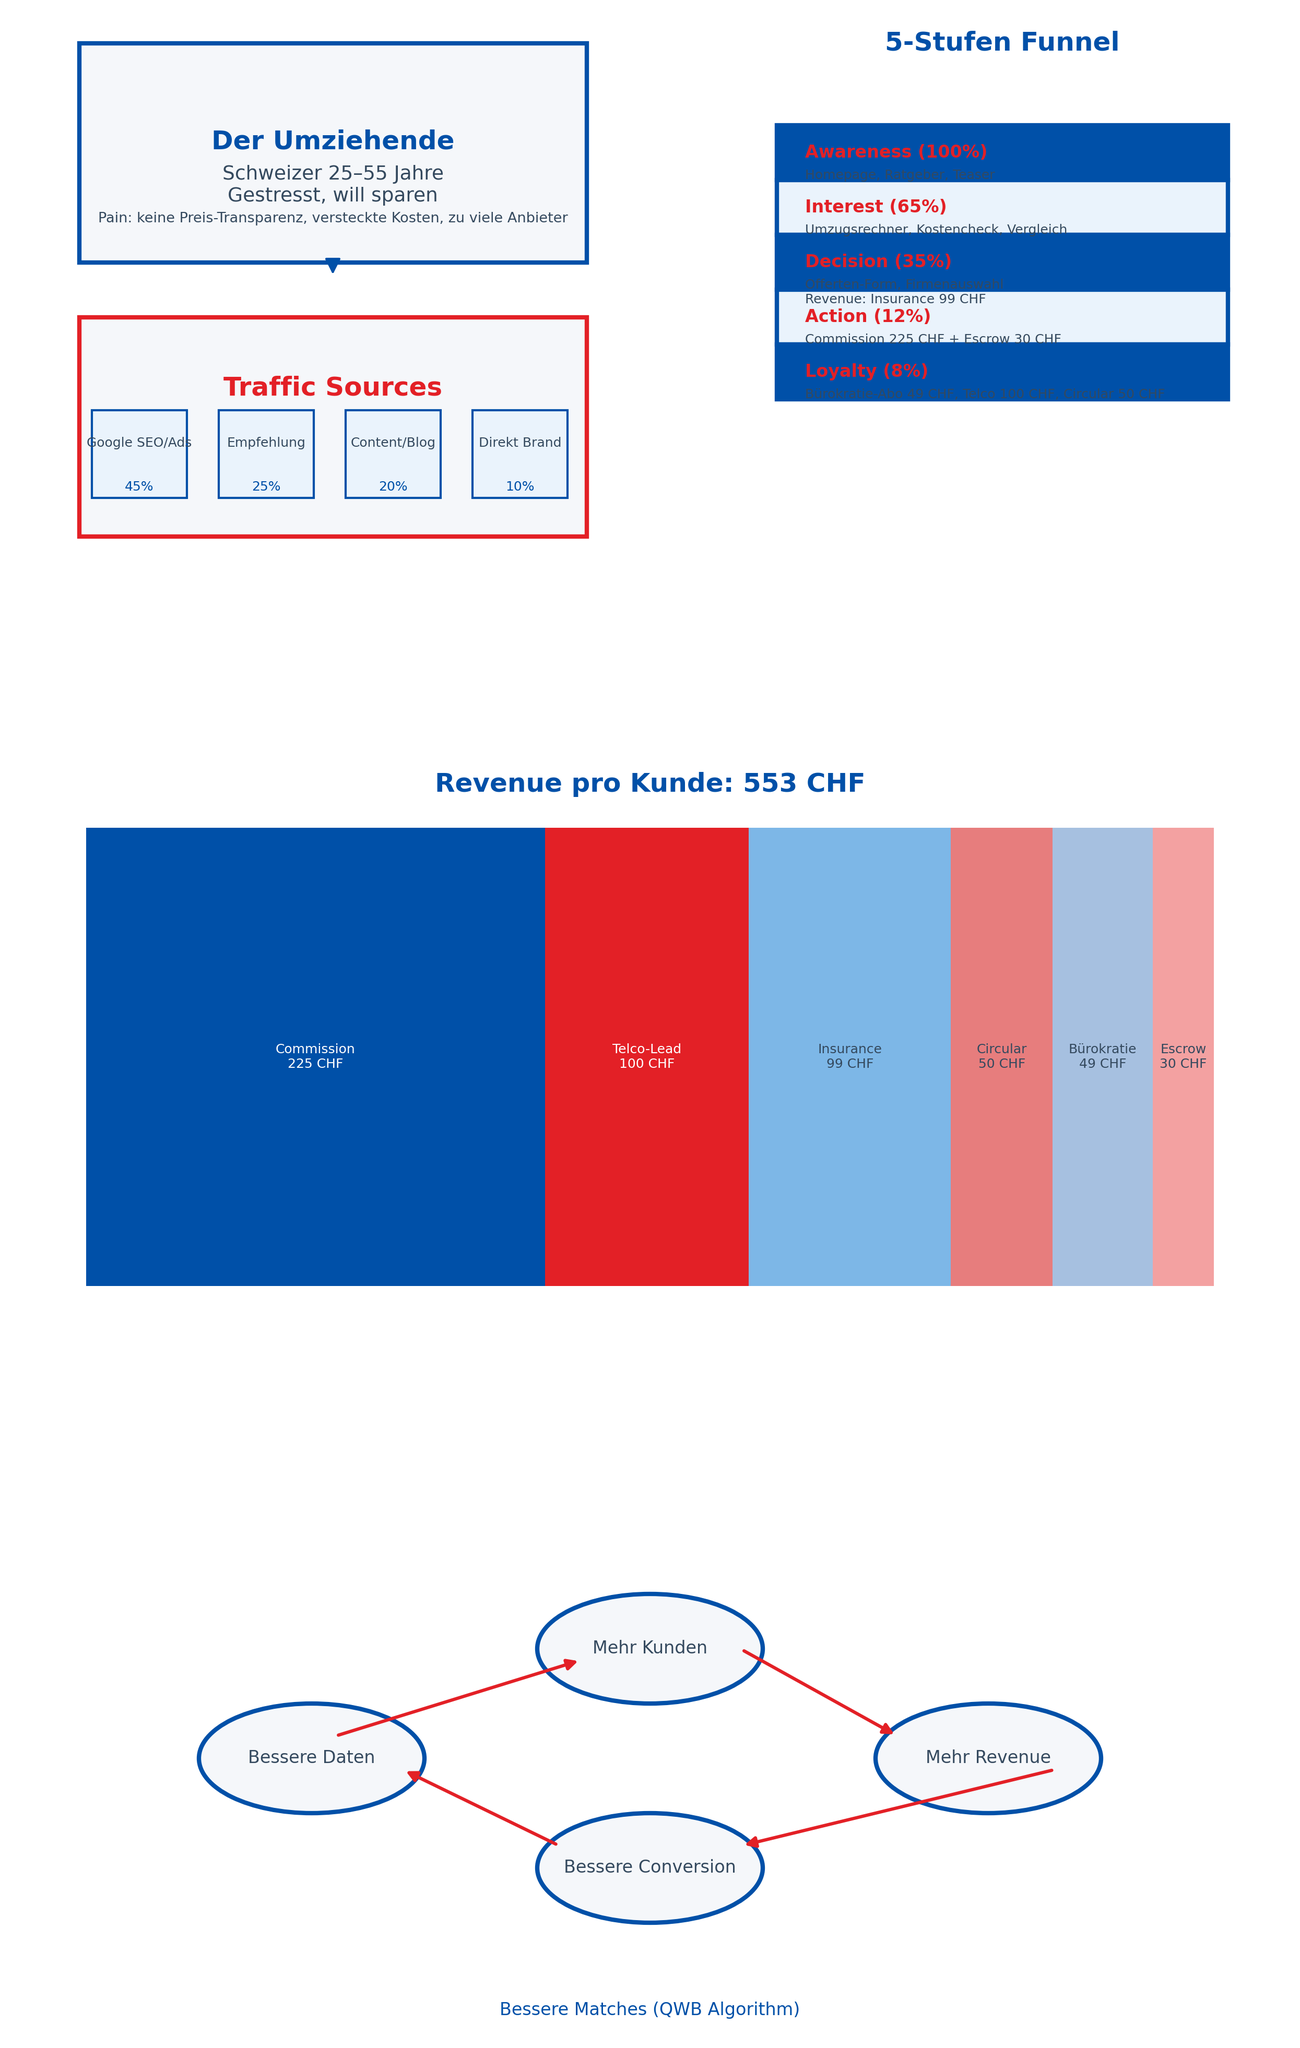 Der Umziehende
Schweizer 25–55 Jahre
Gestresst, will sparen
Pain: keine Preis-Transparenz, versteckte Kosten, zu viele Anbieter
Traffic Sources
Google SEO/Ads
45%
Empfehlung
25%
Content/Blog
20%
Direkt Brand
10%
5-Stufen Funnel
Awareness (100%)
Interest (65%)
Umzugsrechner, Kostencheck, Vergleich
Decision (35%)
Revenue: Insurance 99 CHF
Action (12%)
Commission 225 CHF + Escrow 30 CHF
Loyalty (8%)
Revenue pro Kunde: 553 CHF
Commission
225 CHF
Telco-Lead
100 CHF
Insurance
99 CHF
Circular
50 CHF
Bürokratie
49 CHF
Escrow
30 CHF
Mehr Kunden
Bessere Daten
Mehr Revenue
Bessere Conversion
Bessere Matches (QWB Algorithm)